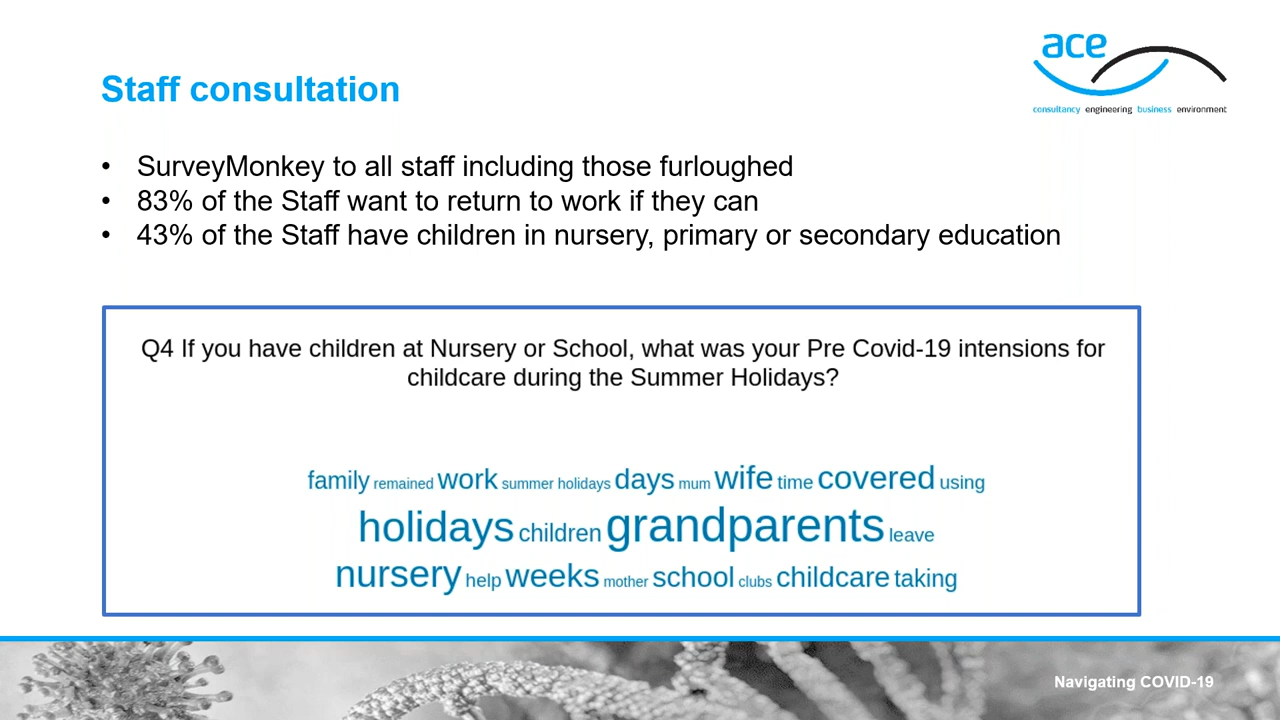 ace
consultancy engineering business environment
Staff consultation
• SurveyMonkey to all staff including those furloughed
• 83% of the Staff want to return to work if they can
• 43% of the Staff have children in nursery, primary or secondary education
Q4 If you have children at Nursery or School, what was your Pre Covid-19 intensions for
childcare during the Summer Holidays?
family remained work summer holidays days mum wife time covered using
holidays children grandparents leave
nursery help weeks mother school clubs childcare taking
Navigating COVID-19